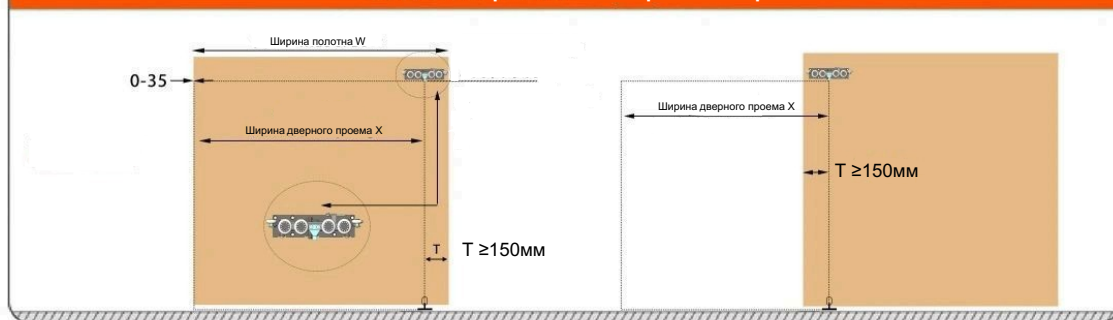 Ширина полотна W
0-35
Ширина дверного проема X
T
T ≥150мм
Ширина дверного проема X
T ≥150мм